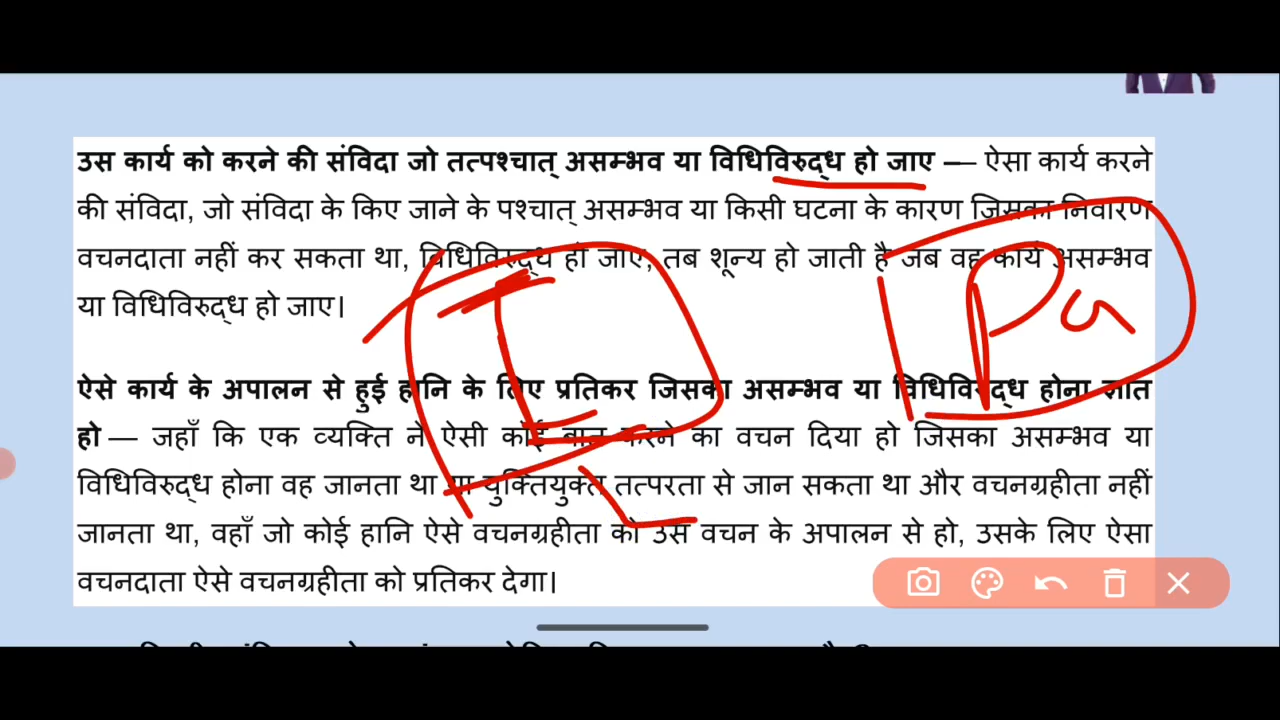 उस कार्य को करने की संविदा जो तत्पश्चात् असम्भव या विधिविरुद्ध हो जाए — ऐसा कार्य करने
की संविदा, जो संविदा के किए जाने के पश्चात् असम्भव या किसी घटना के कारण जिसका निवारण
वचनदाता नहीं कर सकता था, विधिविरुद्ध हो जाए, तब शून्य हो जाती है जब वह कार्य असम्भव
या विधिविरुद्ध हो जाए।
ऐसे कार्य के अपालन से हुई हानि के लिए प्रतिकर जिसका असम्भव या विधिविरुद्ध होना ज्ञात
हो — जहाँ कि एक व्यक्ति ने ऐसी कोई बात करने का वचन दिया हो जिसका असम्भव या
विधिविरुद्ध होना वह जानता था या युक्तियुक्त तत्परता से जान सकता था और वचनग्रहीता नहीं
जानता था, वहाँ जो कोई हानि ऐसे वचनग्रहीता को उस वचन के अपालन से हो, उसके लिए ऐसा
वचनदाता ऐसे वचनग्रहीता को प्रतिकर देगा।
I
Pa